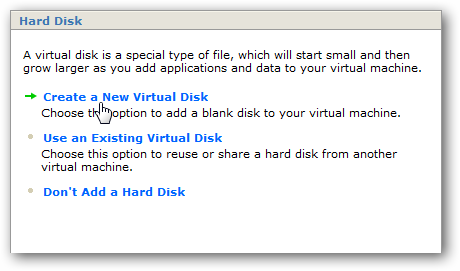 Hard Disk
A virtual disk is a special type of file, which will start small and then
grow larger as you add applications and data to your virtual machine.
Create a New Virtual Disk
Choose this option to add a blank disk to your virtual machine.
Use an Existing Virtual Disk
Choose this option to reuse or share a hard disk from another
virtual machine.
Don't Add a Hard Disk